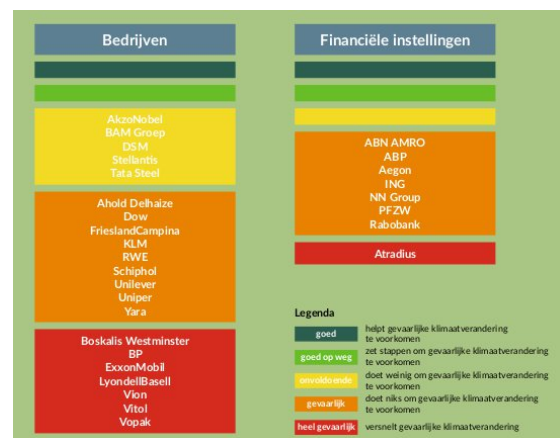 Bedrijven
AkzoNobel
BAM Groep
DSM
Stellantis
Tata Steel
Ahold Delhaize
Dow
FrieslandCampina
KLM
RWE
Schiphol
Unilever
Uniper
Yara
Boskalis Westminster
BP
ExxonMobil
LyondellBasell
Vion
Vitol
Vopak
Financiële instellingen
ABN AMRO
ABP
Aegon
ING
NN Group
PFZW
Rabobank
Atradius
Legenda
goed
helpt gevaarlijke klimaatverandering
te voorkomen
goed op weg
zet stappen om gevaarlijke klimaatverandering
te voorkomen
onvoldoende
doet weinig om gevaarlijke klimaatverandering
te voorkomen
gevaarlijk
doet niks om gevaarlijke klimaatverandering
te voorkomen
heel gevaarlijk
versnelt gevaarlijke klimaatverandering